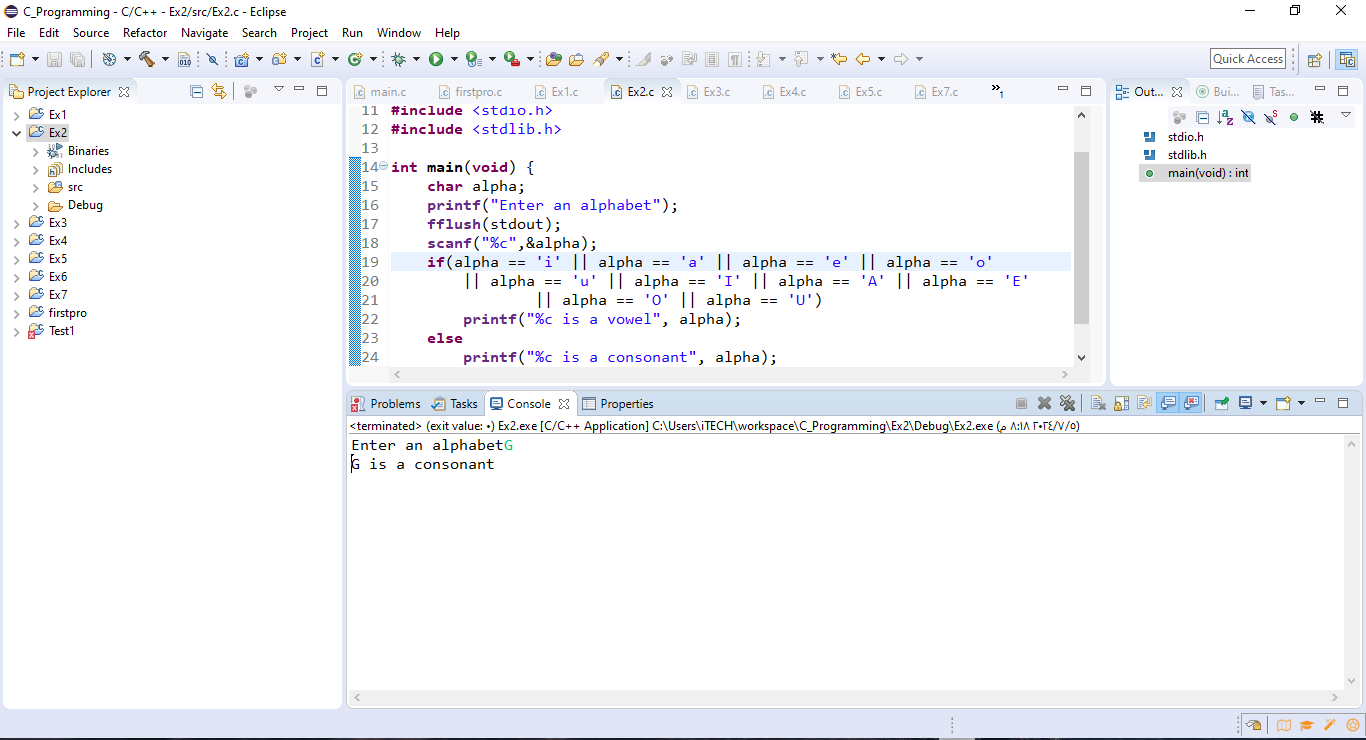 C_Programming - C/C++ - Ex2/src/Ex2.c - Eclipse
File Edit Source Refactor Navigate Search Project Run Window Help
Quick Access
Project Explorer
Ex1
Ex2
Binaries
Includes
src
Debug
Ex3
Ex4
Ex5
Ex6
Ex7
firstpro
Test1
main.c firstpro.c Ex1.c Ex2.c Ex3.c Ex4.c Ex5.c Ex7.c »1
11 #include <stdio.h>
12 #include <stdlib.h>
13
14 int main(void) {
15 char alpha;
16 printf("Enter an alphabet");
17 fflush(stdout);
18 scanf("%c",&alpha);
19 if(alpha == 'i' || alpha == 'a' || alpha == 'e' || alpha == 'o'
20 || alpha == 'u' || alpha == 'I' || alpha == 'A' || alpha == 'E'
21 || alpha == 'O' || alpha == 'U')
22 printf("%c is a vowel", alpha);
23 else
24 printf("%c is a consonant", alpha);
Out... Bui... Tas...
stdio.h
stdlib.h
main(void) : int
Problems Tasks Console Properties
<terminated> (exit value: ٠) Ex2.exe [C/C++ Application] C:\Users\iTECH\workspace\C_Programming\Ex2\Debug\Ex2.exe (م ٨:١٨ ٢٠٢٤/٧/٥)
Enter an alphabetG
G is a consonant